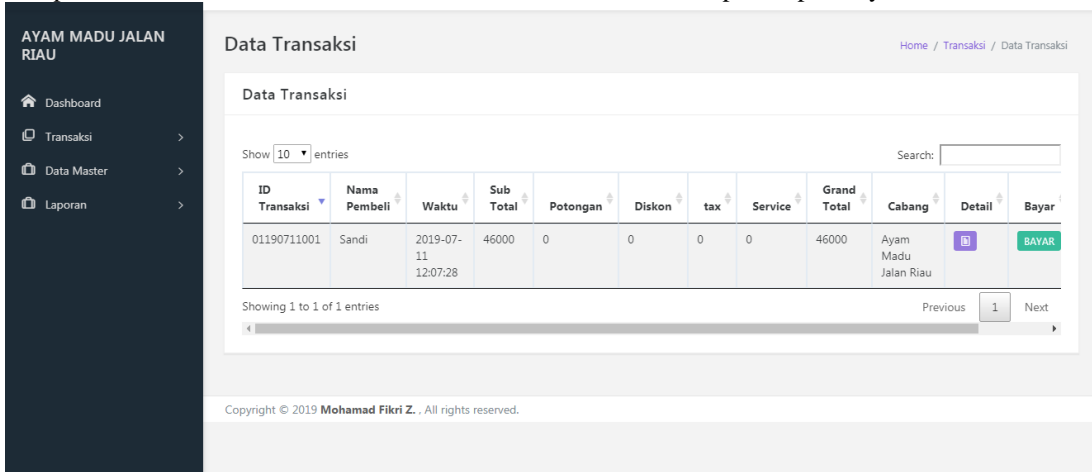 AYAM MADU JALAN
RIAU
Dashboard
Transaksi
Data Master
Laporan
Data Transaksi
Home / Transaksi / Data Transaksi
Data Transaksi
Show 10 entries
Search:
ID Transaksi Nama Pembeli Waktu Sub Total Potongan Diskon tax Service Grand Total Cabang Detail Bayar
01190711001 Sandi 2019-07-11 12:07:28 46000 0 0 0 0 46000 Ayam Madu Jalan Riau BAYAR
Showing 1 to 1 of 1 entries
Previous 1 Next
Copyright © 2019 Mohamad Fikri Z. . All rights reserved.